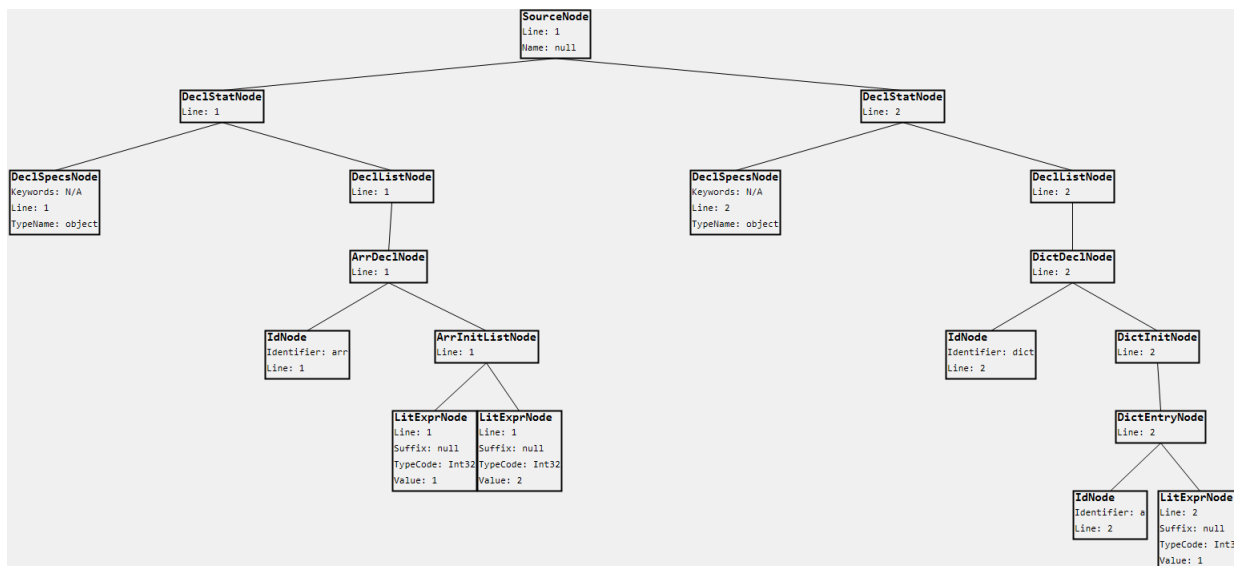 SourceNode
Line: 1
Name: null
DeclStatNode
Line: 1
DeclStatNode
Line: 2
DeclSpecsNode
Keywords: N/A
Line: 1
TypeName: object
DeclListNode
Line: 1
DeclSpecsNode
Keywords: N/A
Line: 2
TypeName: object
DeclListNode
Line: 2
ArrDeclNode
Line: 1
DictDeclNode
Line: 2
IdNode
Identifier: arr
Line: 1
ArrInitListNode
Line: 1
IdNode
Identifier: dict
Line: 2
DictInitNode
Line: 2
LitExprNode
Line: 1
Suffix: null
TypeCode: Int32
Value: 1
LitExprNode
Line: 1
Suffix: null
TypeCode: Int32
Value: 2
DictEntryNode
Line: 2
IdNode
Identifier: a
Line: 2
LitExprNode
Line: 2
Suffix: null
TypeCode: Int3
Value: 1